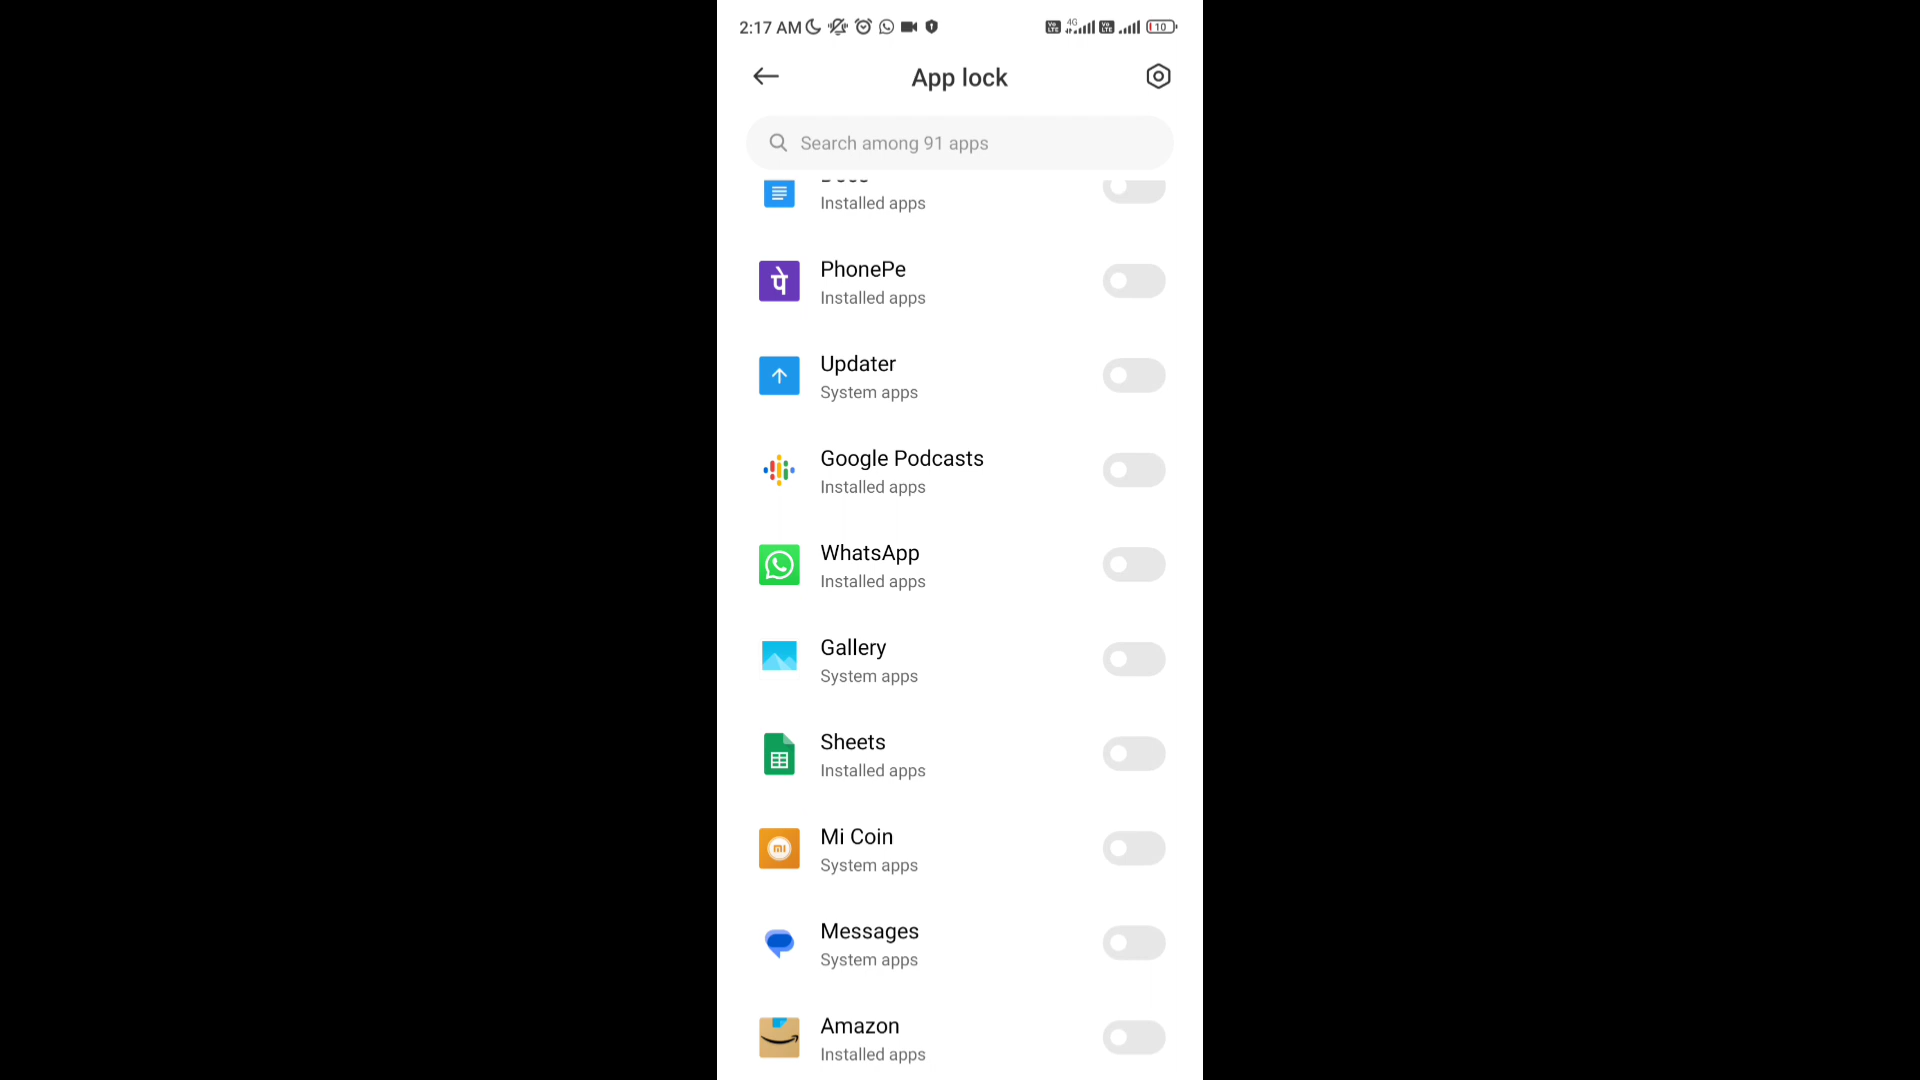 2:17 AM
4G
10
App lock
Search among 91 apps
Installed apps
PhonePe
Installed apps
Updater
System apps
Google Podcasts
Installed apps
WhatsApp
Installed apps
Gallery
System apps
Sheets
Installed apps
Mi Coin
System apps
Messages
System apps
Amazon
Installed apps